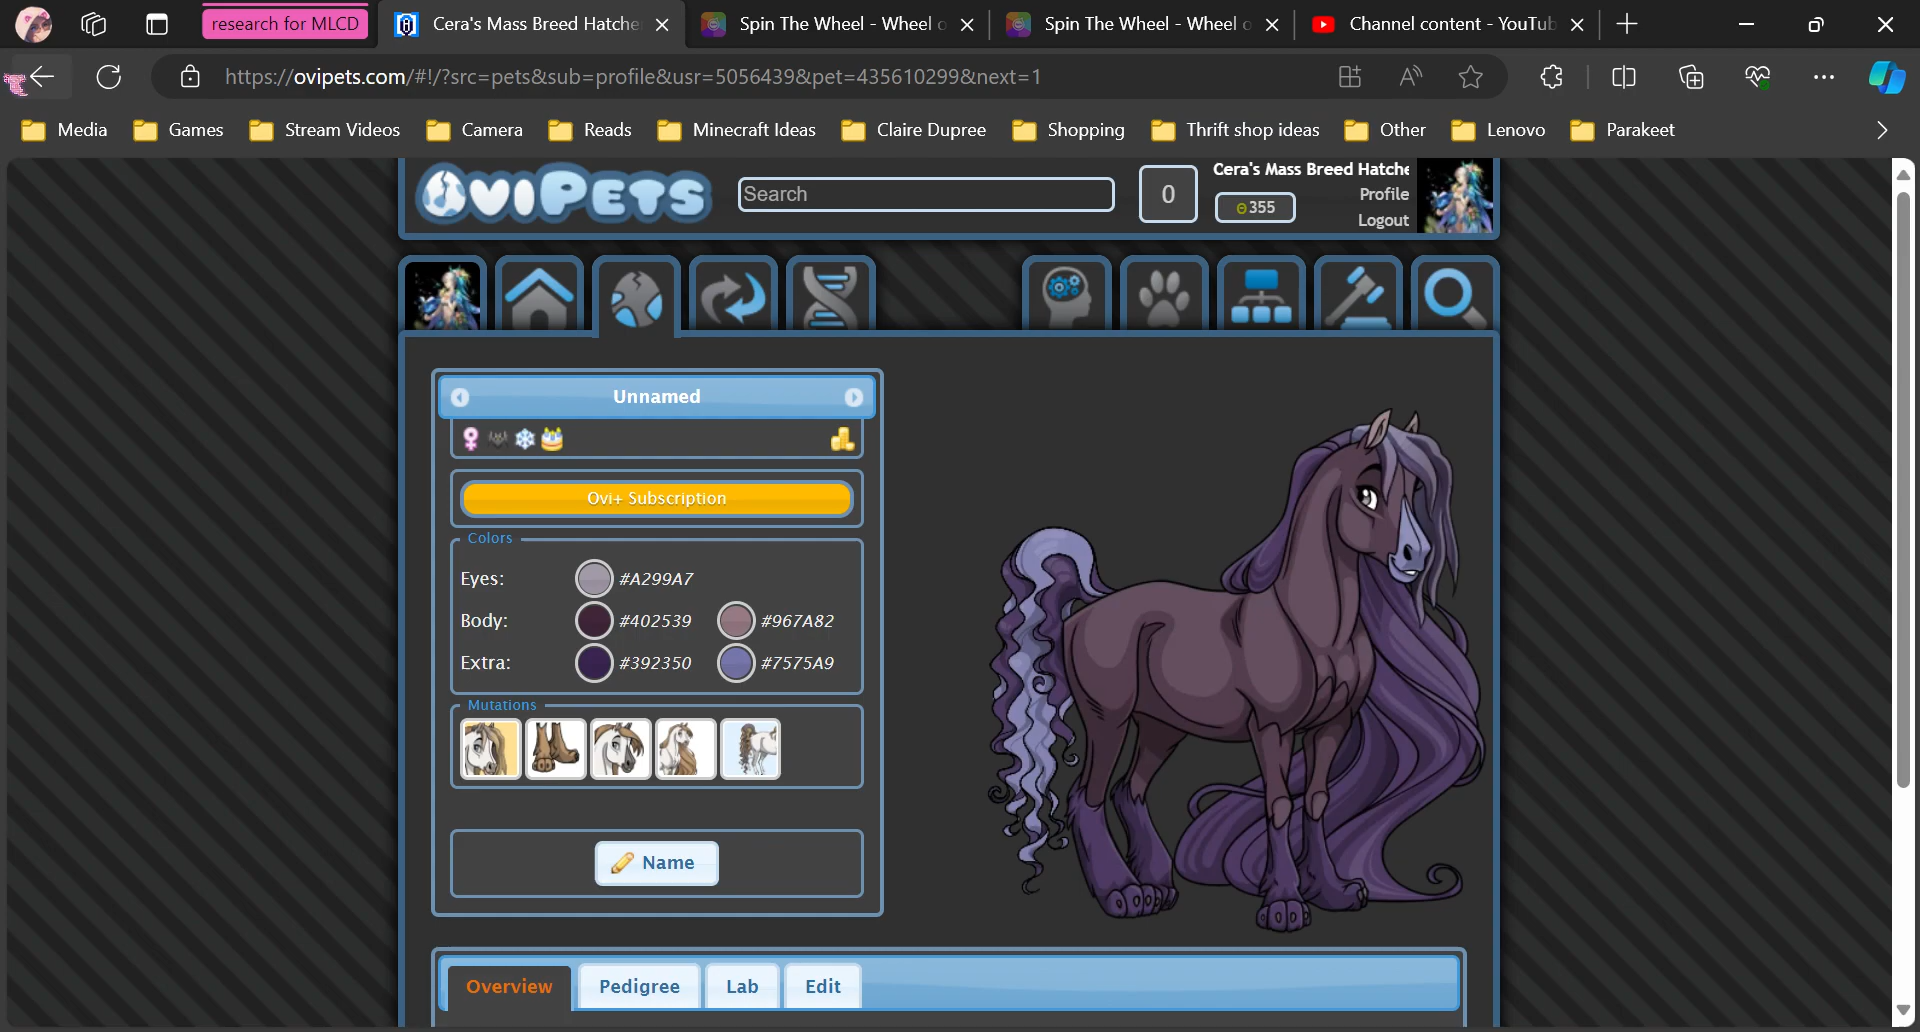 research for MLCD
Cera's Mass Breed Hatche
Spin The Wheel - Wheel o
Spin The Wheel - Wheel o
Channel content - YouTub
https://ovipets.com/#!/?src=pets&sub=profile&usr=5056439&pet=435610299&next=1
Media
Games
Stream Videos
Camera
Reads
Minecraft Ideas
Claire Dupree
Shopping
Thrift shop ideas
Other
Lenovo
Parakeet
OviPets
Search
0
Cera's Mass Breed Hatche
355
Profile
Logout
Unnamed
Ovi+ Subscription
Colors
Eyes: #A299A7
Body: #402539 #967A82
Extra: #392350 #7575A9
Mutations
Name
Overview
Pedigree
Lab
Edit